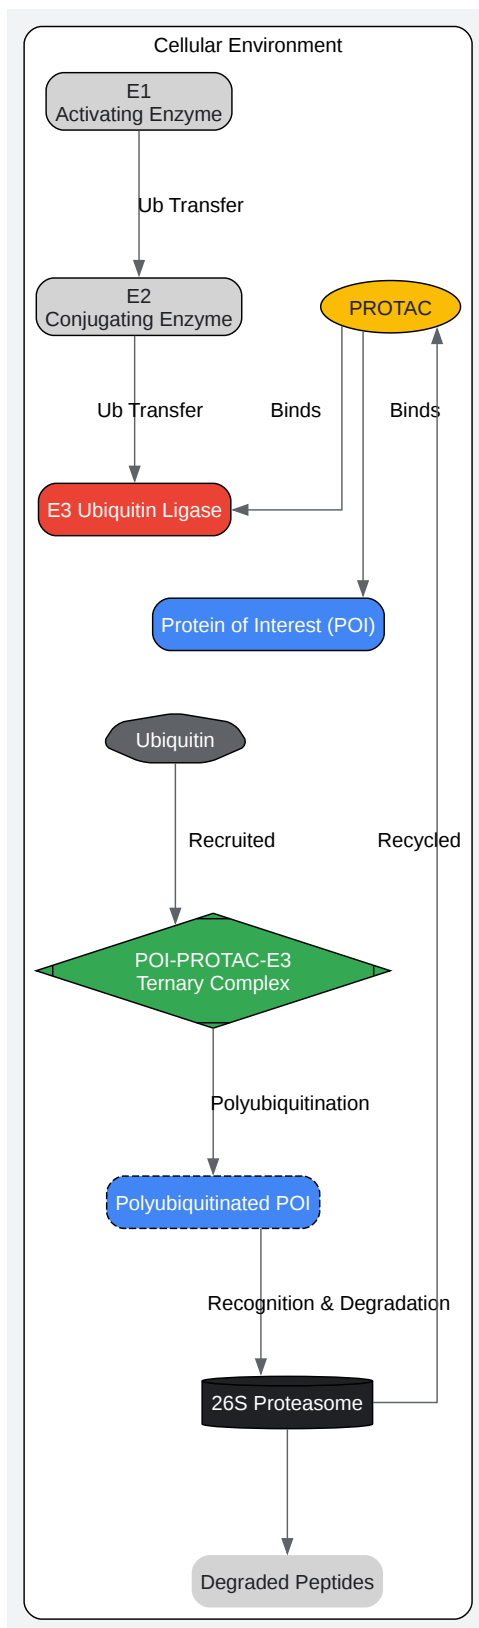 Cellular Environment
E1
Activating Enzyme
Ub Transfer
E2
Conjugating Enzyme
PROTAC
Ub Transfer
Binds
Binds
E3 Ubiquitin Ligase
Protein of Interest (POI)
Ubiquitin
Recruited
Recycled
POI-PROTAC-E3
Ternary Complex
Polyubiquitination
Polyubiquitinated POI
Recognition & Degradation
26S Proteasome
Degraded Peptides